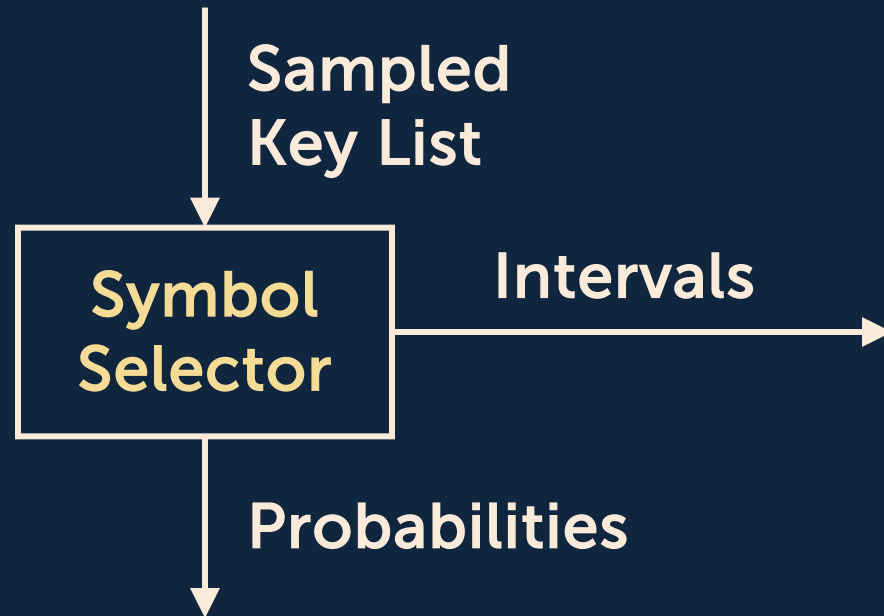 Sampled
Key List
Symbol
Selector
Intervals
Probabilities